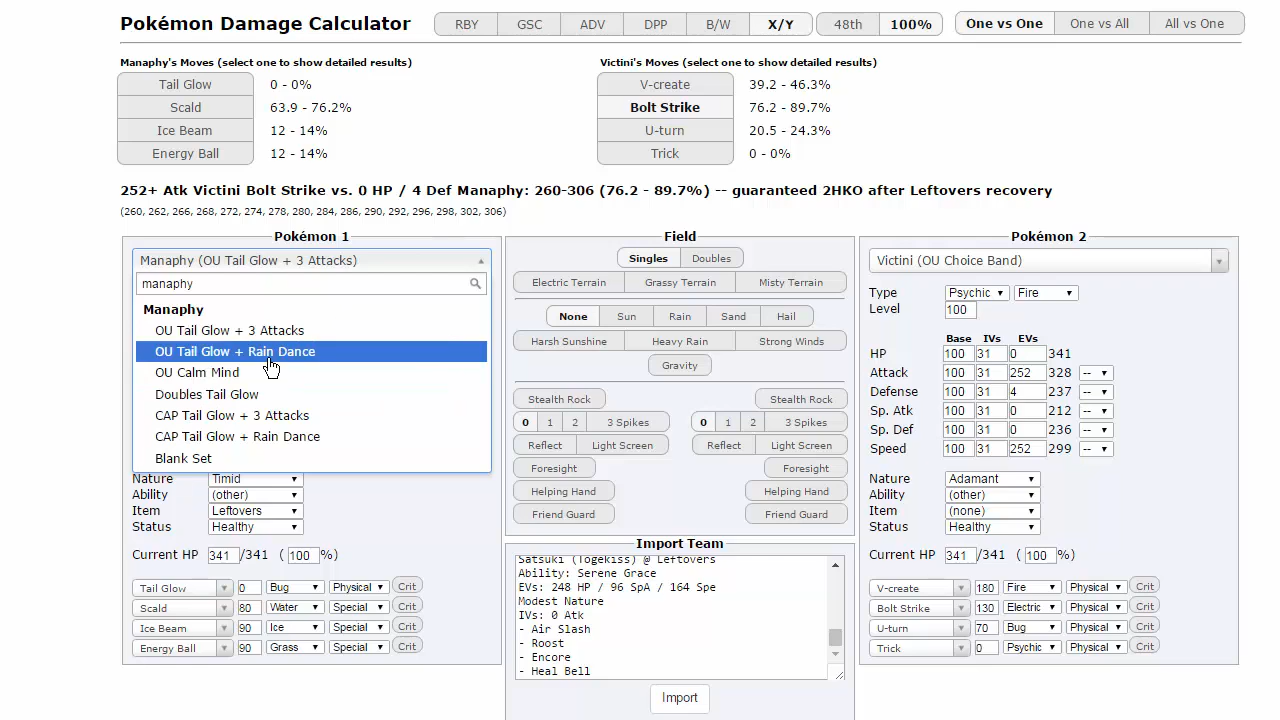 Pokémon Damage Calculator RBY GSC ADV DPP B/W X/Y 48th 100% One vs One One vs All All vs One
Manaphy's Moves (select one to show detailed results) Victini's Moves (select one to show detailed results)
Tail Glow 0 - 0% V-create 39.2 - 46.3%
Scald 63.9 - 76.2% Bolt Strike 76.2 - 89.7%
Ice Beam 12 - 14% U-turn 20.5 - 24.3%
Energy Ball 12 - 14% Trick 0 - 0%
252+ Atk Victini Bolt Strike vs. 0 HP / 4 Def Manaphy: 260-306 (76.2 - 89.7%) -- guaranteed 2HKO after Leftovers recovery
(260, 262, 266, 268, 272, 274, 278, 280, 284, 286, 290, 292, 296, 298, 302, 306)
Pokémon 1
Manaphy (OU Tail Glow + 3 Attacks)
manaphy
Manaphy
OU Tail Glow + 3 Attacks
OU Tail Glow + Rain Dance
OU Calm Mind
Doubles Tail Glow
CAP Tail Glow + 3 Attacks
CAP Tail Glow + Rain Dance
Blank Set
Nature Timid
Ability (other)
Item Leftovers
Status Healthy
Current HP 341 /341 ( 100 %)
Tail Glow 0 Bug Physical Crit
Scald 80 Water Special Crit
Ice Beam 90 Ice Special Crit
Energy Ball 90 Grass Special Crit
Field
Singles Doubles
Electric Terrain Grassy Terrain Misty Terrain
None Sun Rain Sand Hail
Harsh Sunshine Heavy Rain Strong Winds
Gravity
Stealth Rock Stealth Rock
0 1 2 3 Spikes 0 1 2 3 Spikes
Reflect Light Screen Reflect Light Screen
Foresight Foresight
Helping Hand Helping Hand
Friend Guard Friend Guard
Import Team
Satsuki (Togekiss) @ Leftovers
Ability: Serene Grace
EVs: 248 HP / 96 SpA / 164 Spe
Modest Nature
IVs: 0 Atk
- Air Slash
- Roost
- Encore
- Heal Bell
Import
Pokémon 2
Victini (OU Choice Band)
Type Psychic Fire
Level 100
Base IVs EVs
HP 100 31 0 341
Attack 100 31 252 328 --
Defense 100 31 4 237 --
Sp. Atk 100 31 0 212 --
Sp. Def 100 31 0 236 --
Speed 100 31 252 299 --
Nature Adamant
Ability (other)
Item (none)
Status Healthy
Current HP 341 /341 ( 100 %)
V-create 180 Fire Physical Crit
Bolt Strike 130 Electric Physical Crit
U-turn 70 Bug Physical Crit
Trick 0 Psychic Physical Crit